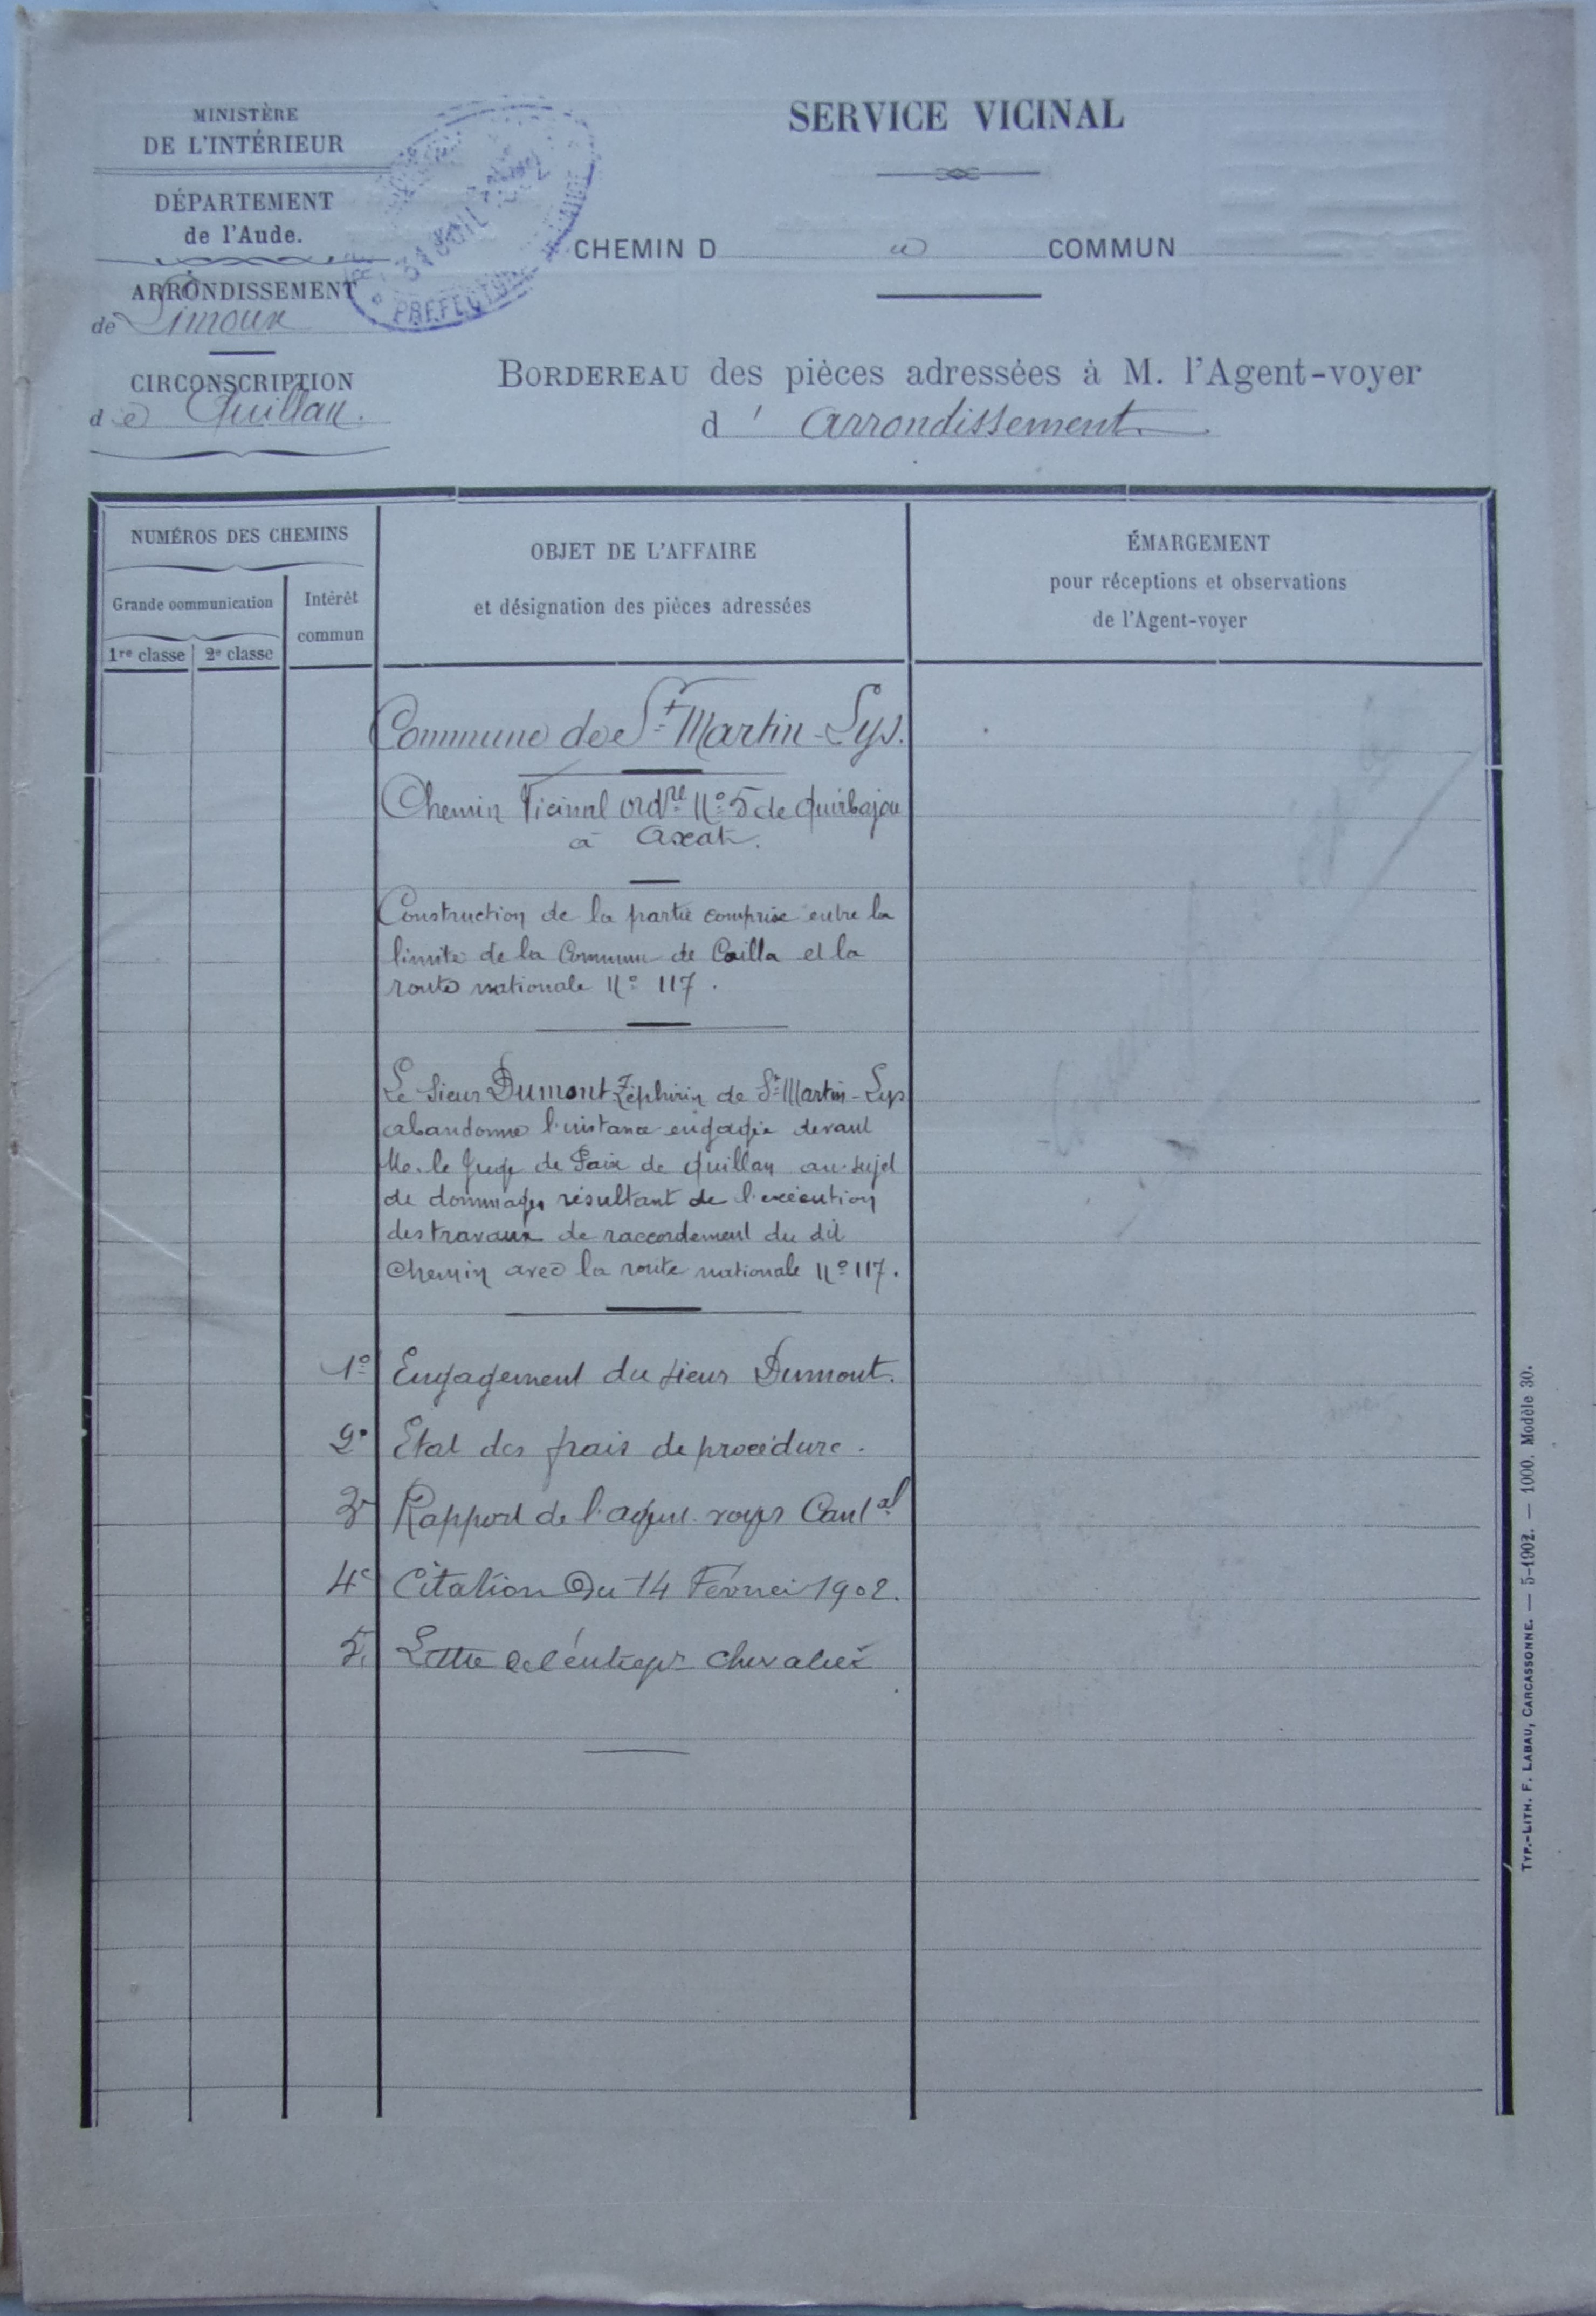 MINISTÈRE
DE L'INTÉRIEUR
DÉPARTEMENT
de l'Aude.
ARRONDISSEMENT
de Limoux
CIRCONSCRIPTION
de Quillan.
SERVICE VICINAL
CHEMIN D COMMUN
31 JUIL 1902
PRÉFECTURE
BORDEREAU des pièces adressées à M. l'Agent-voyer
d' Arrondissement
NUMÉROS DES CHEMINS
Grande communication
1re classe
2e classe
Intérêt
commun
OBJET DE L'AFFAIRE
et désignation des pièces adressées
ÉMARGEMENT
pour réceptions et observations
de l'Agent-voyer
Commune de St Martin-Lys.
Chemin Vicinal ordre No 5 de Quirbajou
à Axat.
Construction de la partie comprise entre la
limite de la Commune de Cailla et la
route nationale No 117.
Le Sieur Dumont Zéphirin de St Martin-Lys
abandonne l'instance engagée devant
Mr le Juge de Paix de Quillan au sujet
de dommages résultant de l'exécution
des travaux de raccordement du dit
Chemin avec la route nationale No 117.
1o Engagement du sieur Dumont.
2o Etat des frais de procédure.
3o Rapport de l'agent-voyer Cantal
4o Citation du 14 Février 1902.
5. Lettre de l'entrepr Chevalier
TYP.-LITH. F. LABAU, CARCASSONNE. — 5-1902. — 1000. Modèle 30.